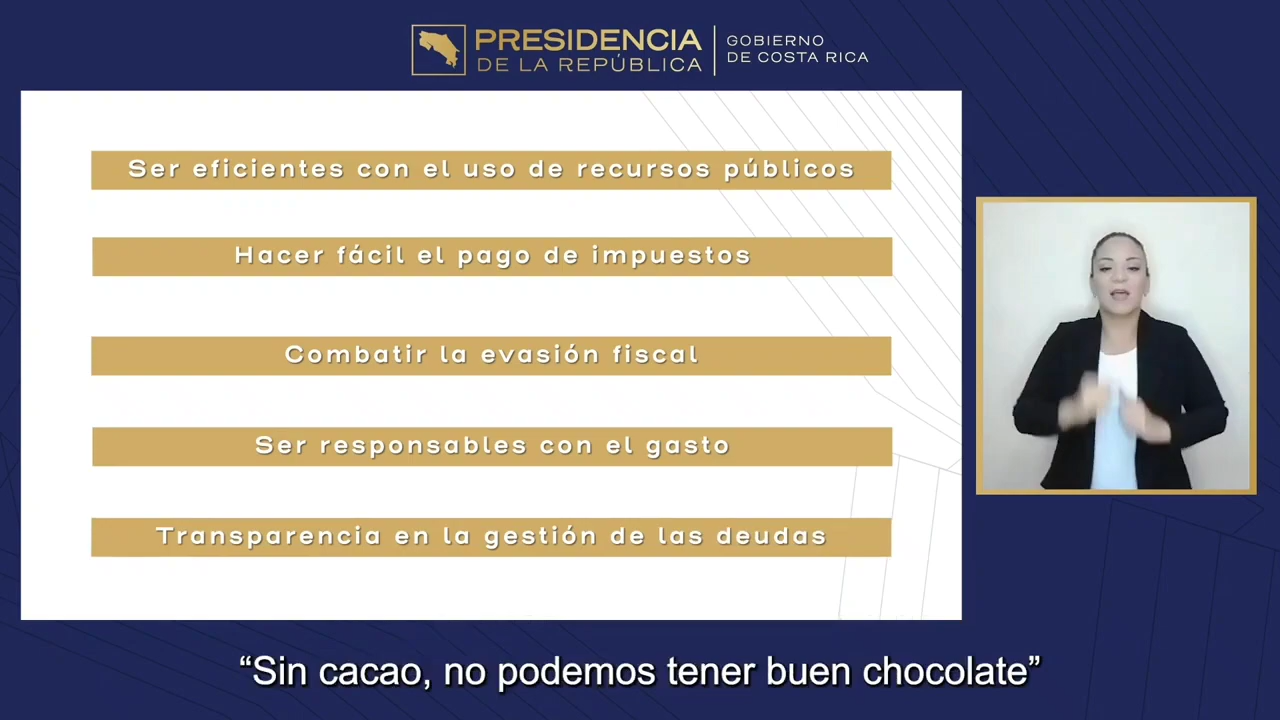 PRESIDENCIA
DE LA REPÚBLICA
GOBIERNO
DE COSTA RICA
Ser eficientes con el uso de recursos públicos
Hacer fácil el pago de impuestos
Combatir la evasión fiscal
Ser responsables con el gasto
Transparencia en la gestión de las deudas
“Sin cacao, no podemos tener buen chocolate”